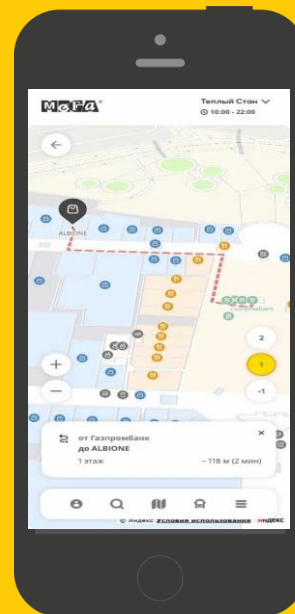 МЕГА
Теплый Стан
10:00 - 22:00
ALBIONE
Газпромбанк
2
1
-1
от Газпромбанк
до ALBIONE
1 этаж
~ 118 м (2 мин)
© Яндекс Условия использования Яндекс